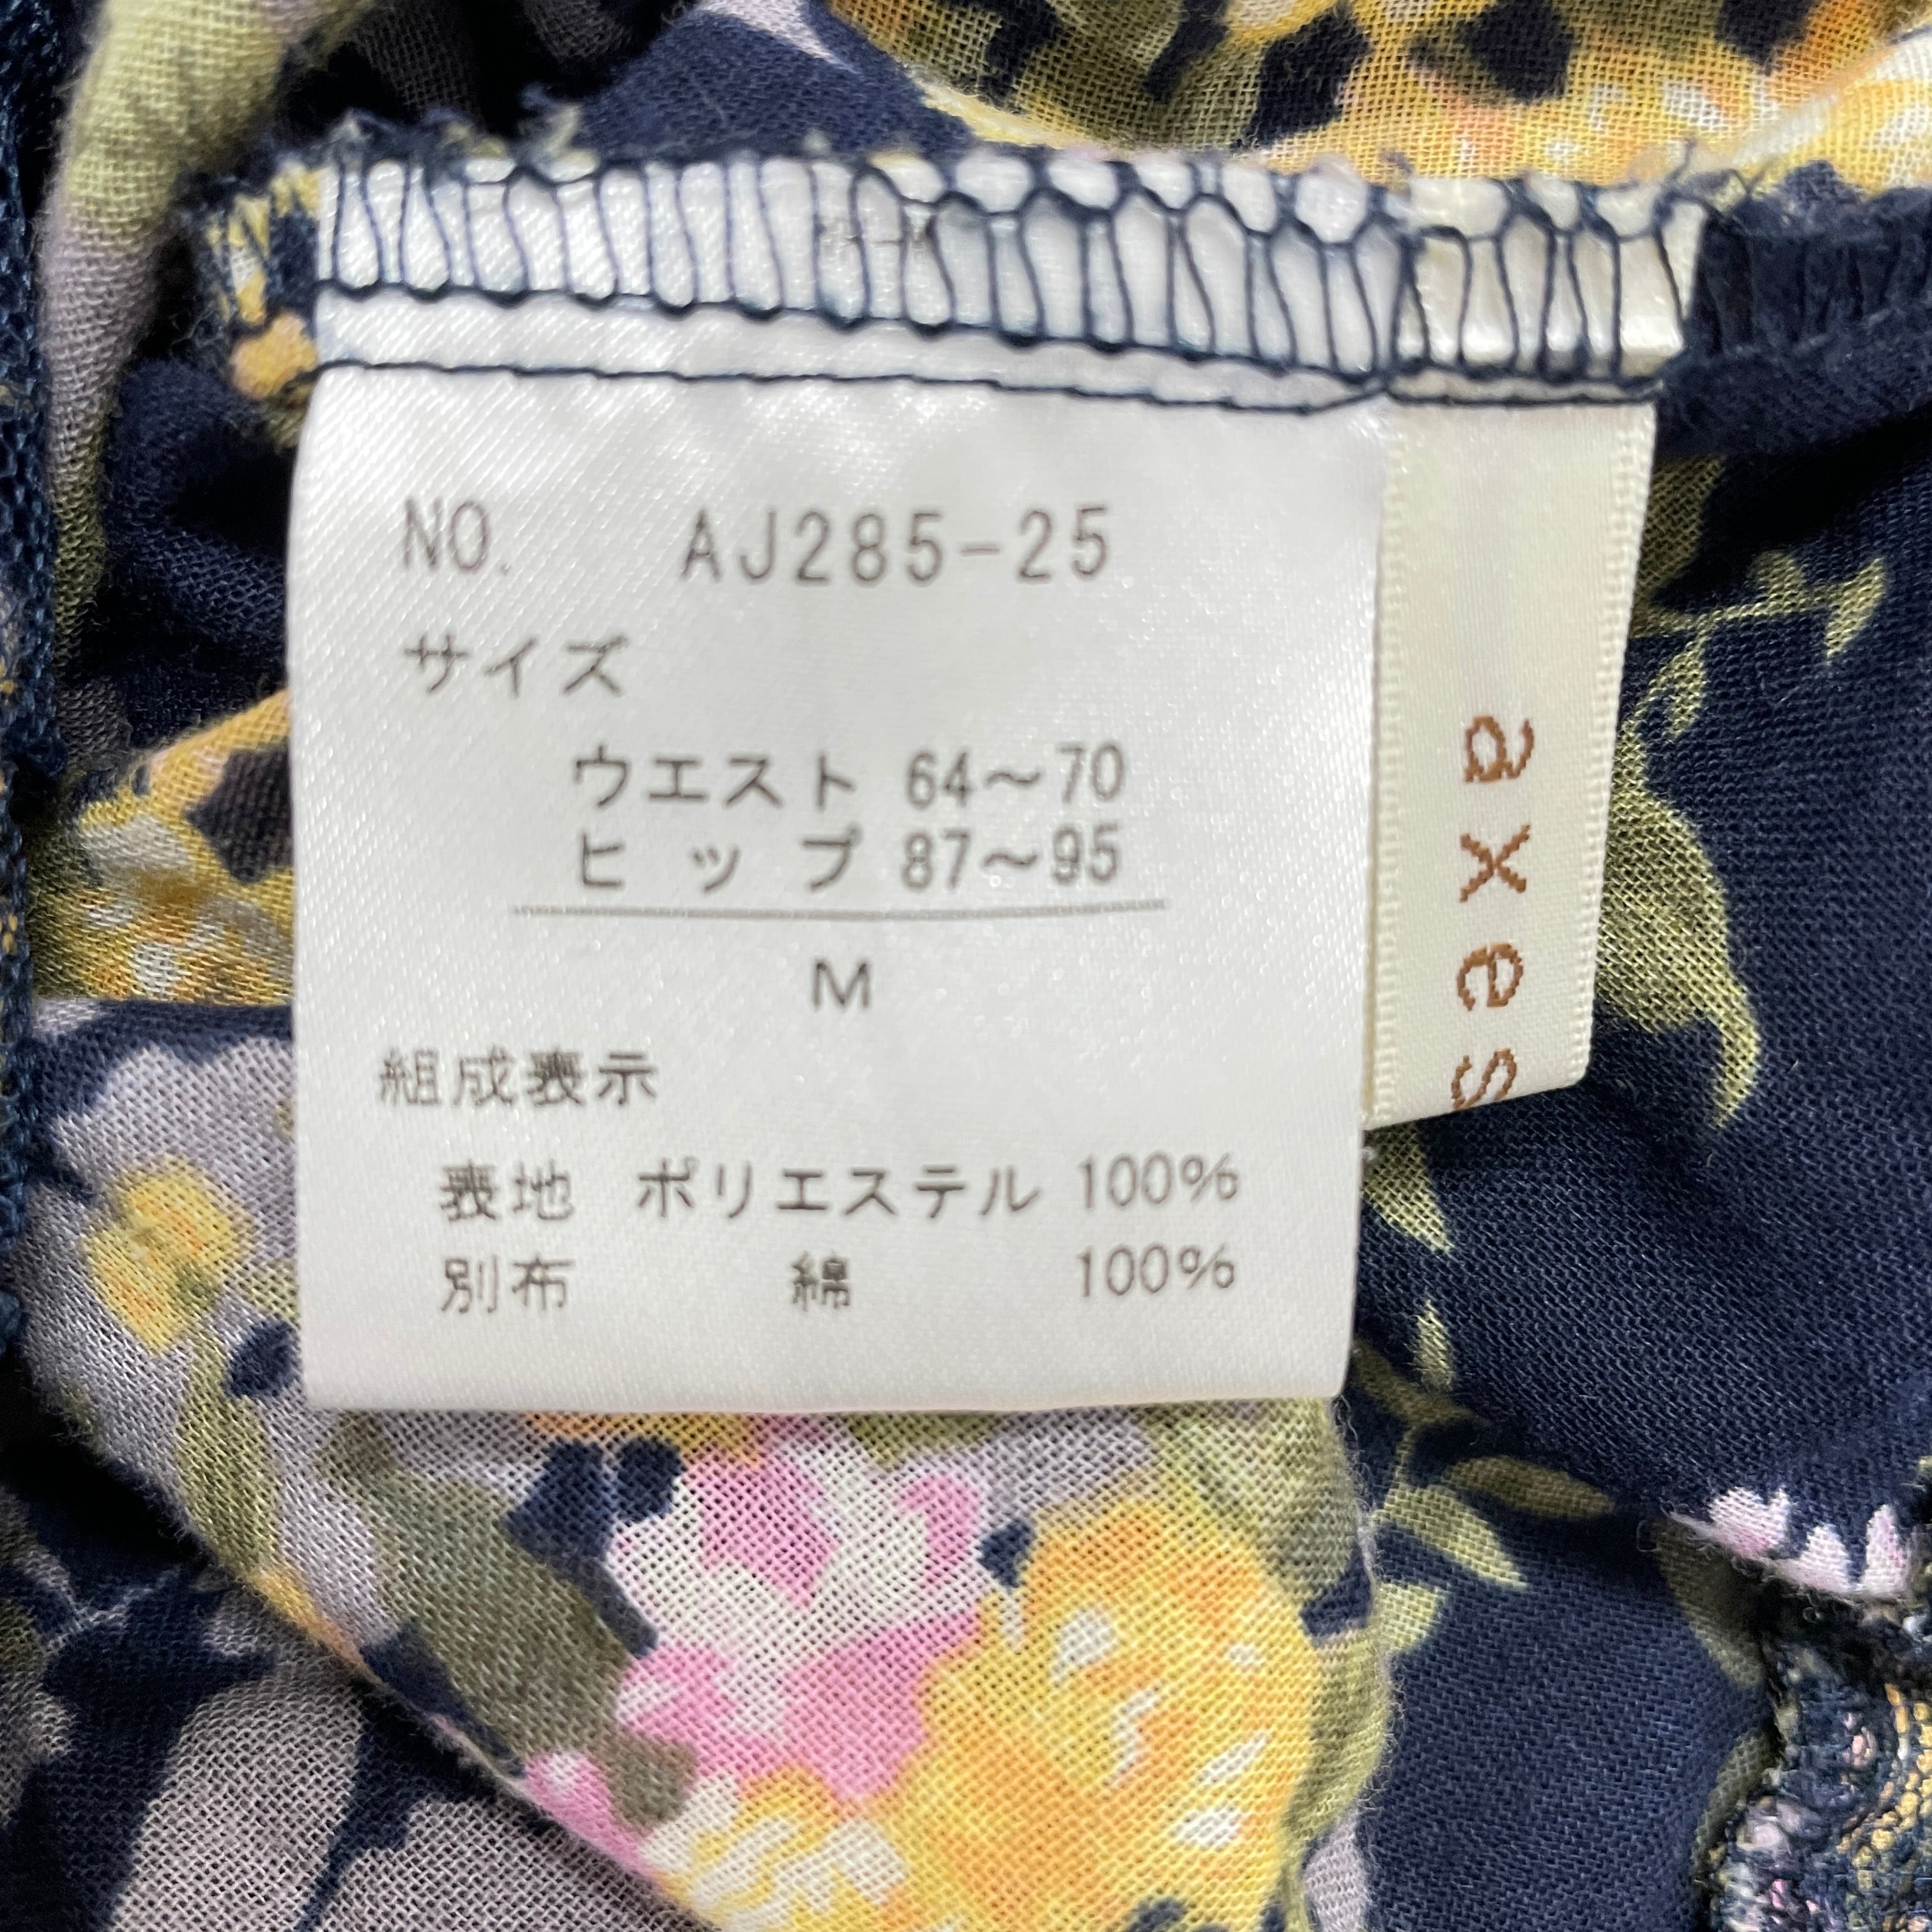 NO. AJ285-25
サイズ
ウエスト 64～70
ヒップ 87～95
M
組成表示
表地 ポリエステル 100%
別布 綿 100%
axes